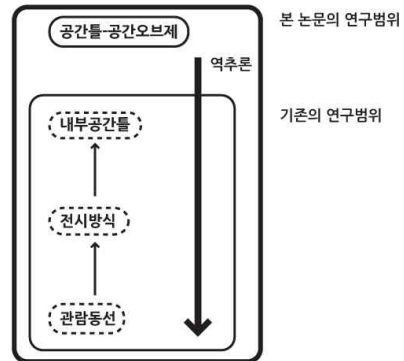 공간틀-공간오브제
본 논문의 연구범위
역추론
기존의 연구범위
내부공간틀
전시방식
관람동선